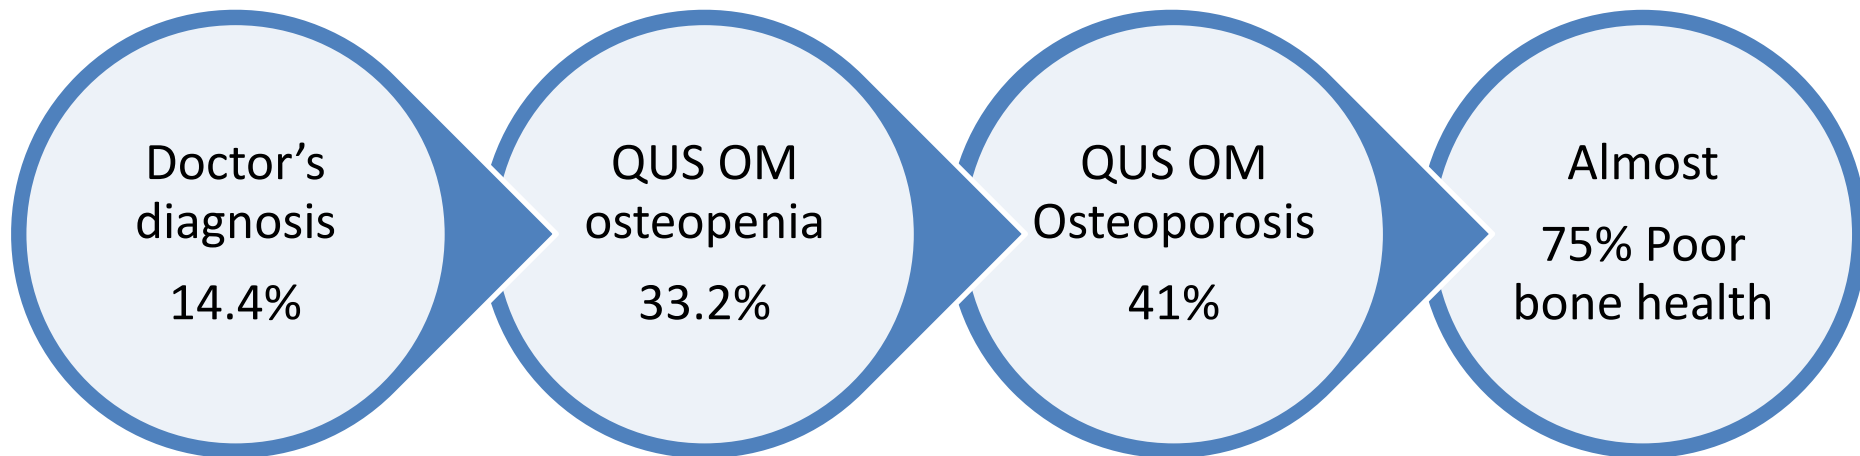 Doctor’s
diagnosis
14.4%
QUS OM
osteopenia
33.2%
QUS OM
Osteoporosis
41%
Almost
75% Poor
bone health